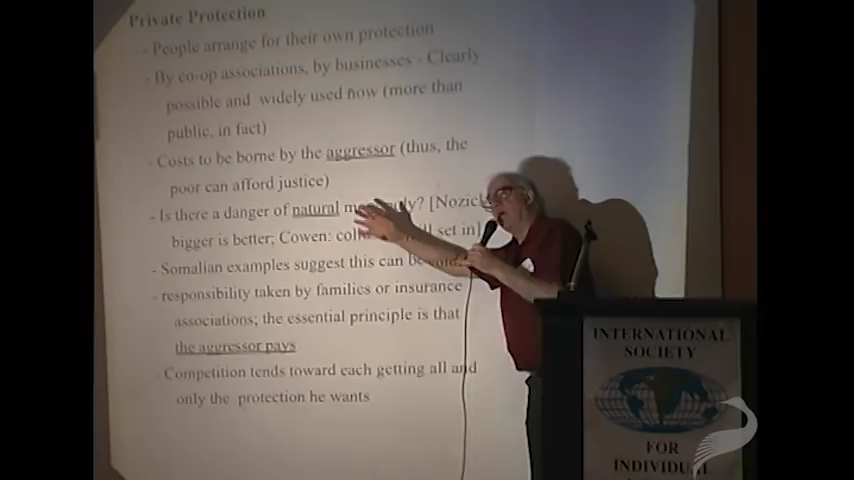 Private Protection
- People arrange for their own protection
- By co-op associations, by businesses - Clearly
possible and widely used now (more than
public, in fact)
- Costs to be borne by the aggressor (thus, the
poor can afford justice)
- Is there a danger of natural ? [Nozick
bigger is better; Cowen: set in]
- Somalian examples suggest this can be
- responsibility taken by families or insurance
associations; the essential principle is that
the aggressor pays
- Competition tends toward each getting all and
only the protection he wants
INTERNATIONAL
SOCIETY
FOR